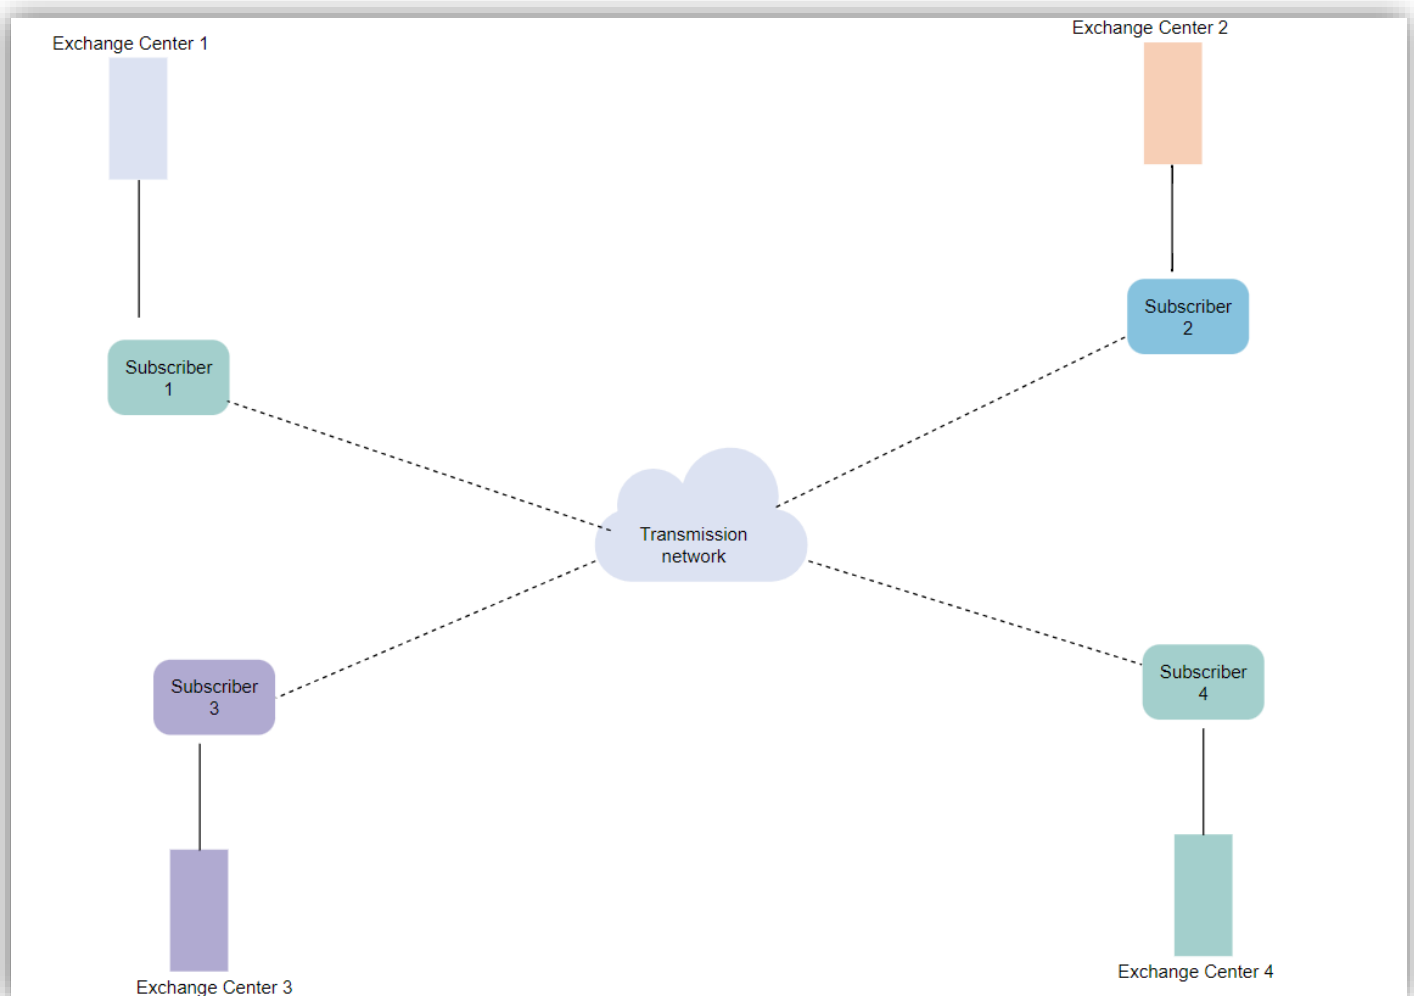 Exchange Center 1
Exchange Center 2
Subscriber
2
Subscriber
1
Transmission
network
Subscriber
3
Subscriber
4
Exchange Center 4
Exchange Center 3